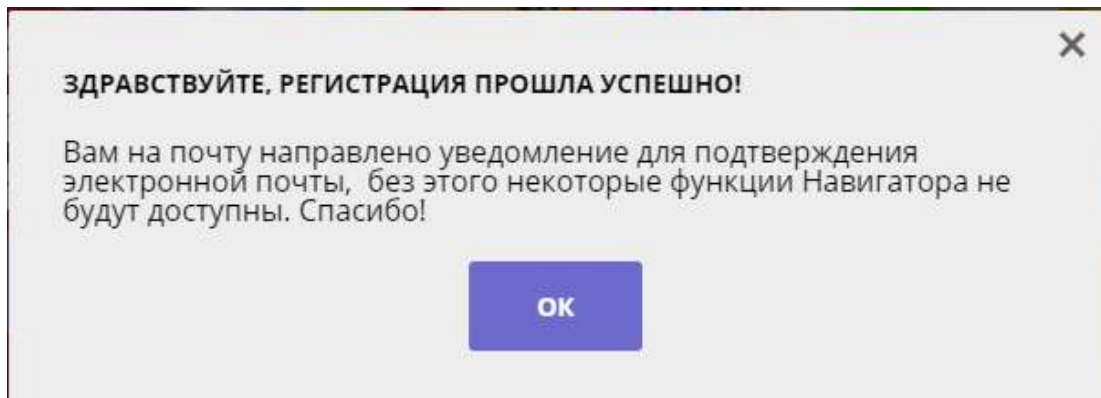 ЗДРАВСТВУЙТЕ, РЕГИСТРАЦИЯ ПРОШЛА УСПЕШНО!
Вам на почту направлено уведомление для подтверждения
электронной почты,  без этого некоторые функции Навигатора не
будут доступны. Спасибо!
ОК